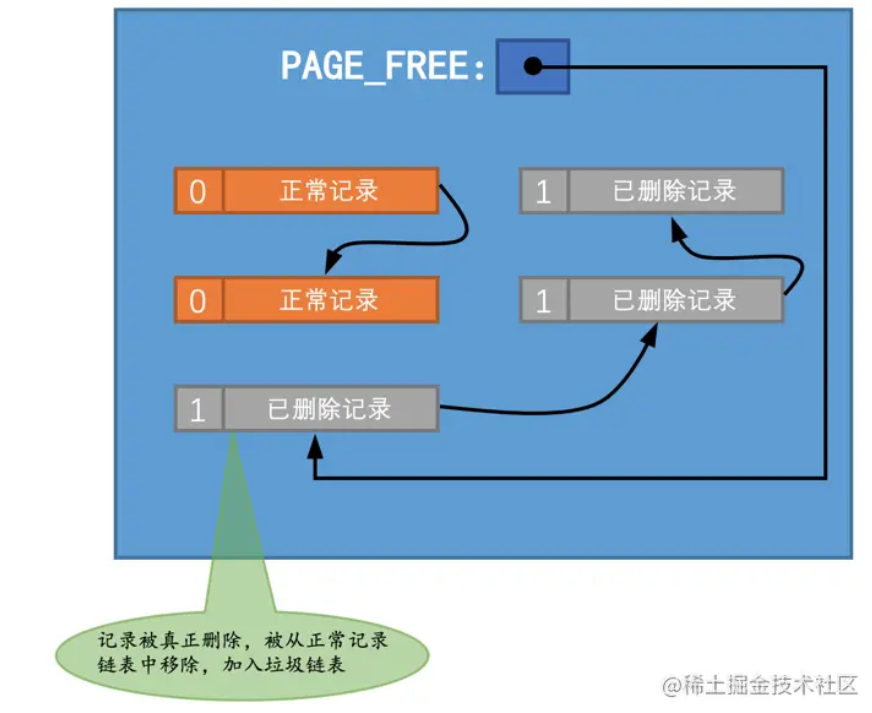 PAGE_FREE:
0 正常记录
1 已删除记录
0 正常记录
1 已删除记录
1 已删除记录
记录被真正删除，被从正常记录
链表中移除，加入垃圾链表
@稀土掘金技术社区